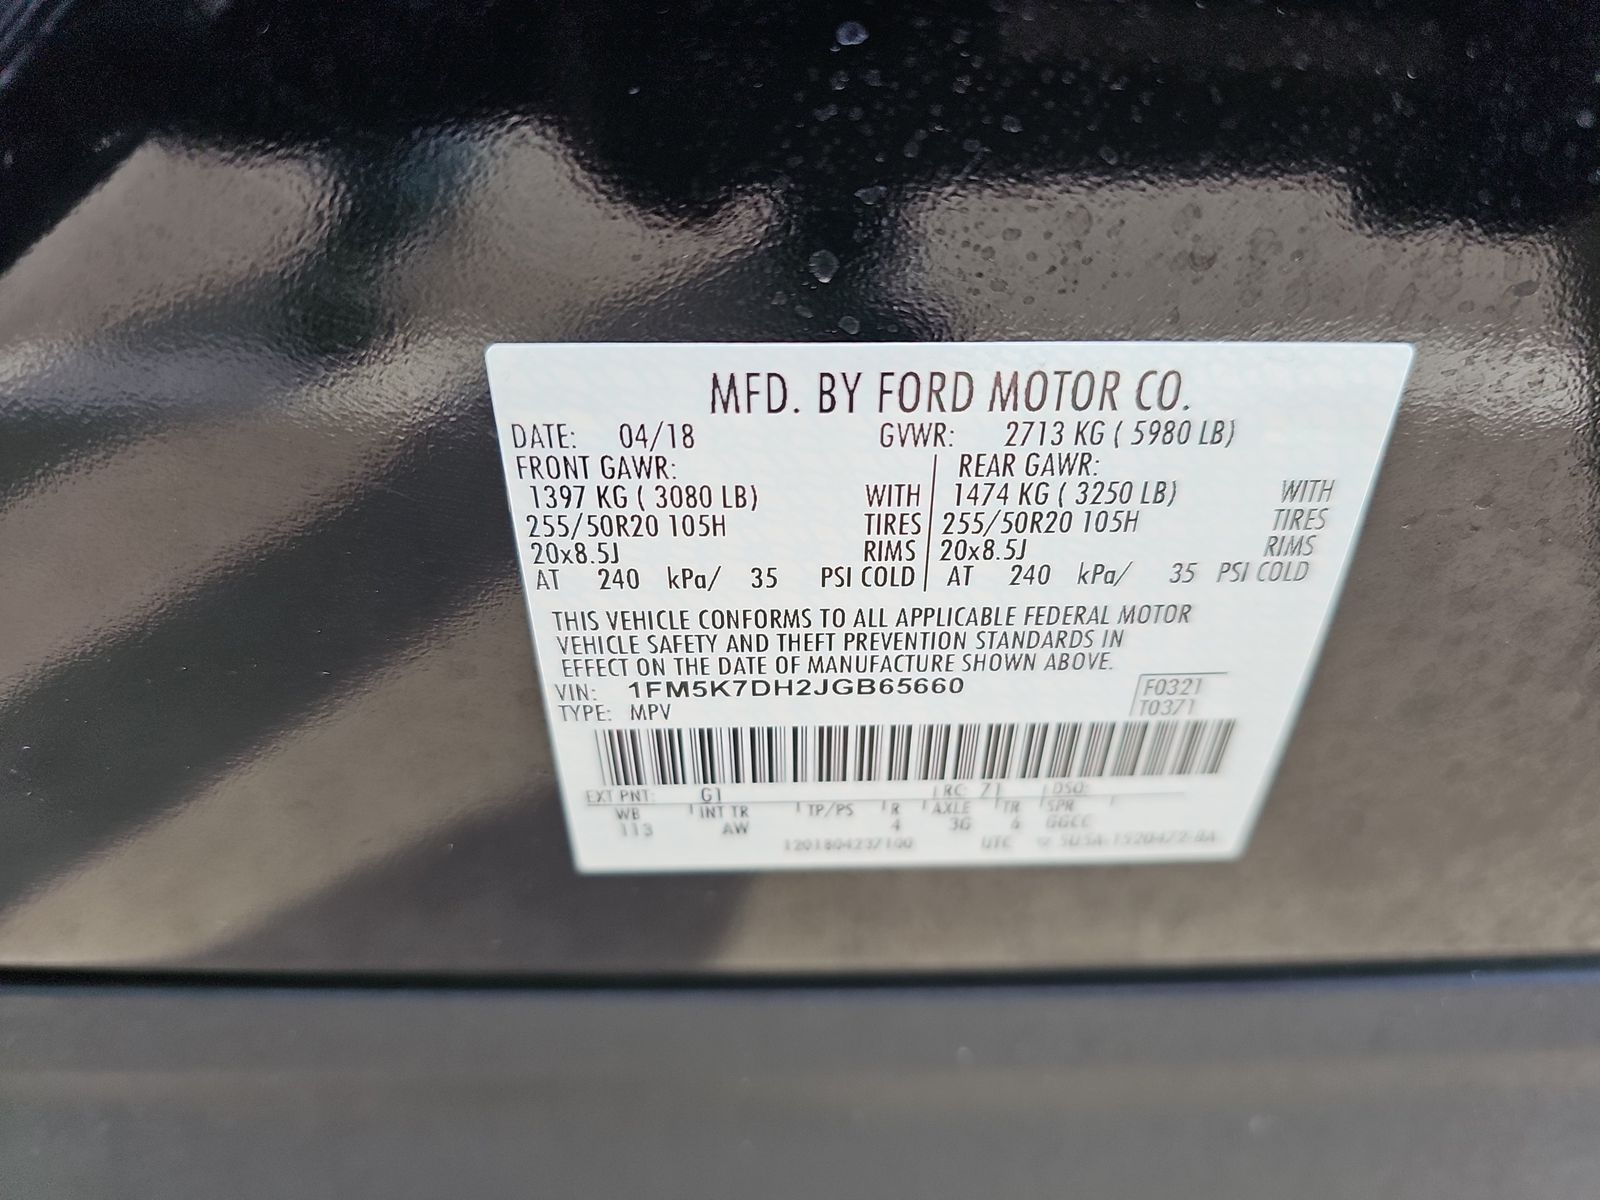 MFD. BY FORD MOTOR CO.
DATE: 04/18 GVWR: 2713 KG ( 5980 LB)
FRONT GAWR: REAR GAWR:
1397 KG ( 3080 LB) WITH 1474 KG ( 3250 LB) WITH
255/50R20 105H TIRES 255/50R20 105H TIRES
20x8.5J RIMS 20x8.5J RIMS
AT 240 kPa/ 35 PSI COLD AT 240 kPa/ 35 PSI COLD
THIS VEHICLE CONFORMS TO ALL APPLICABLE FEDERAL MOTOR
VEHICLE SAFETY AND THEFT PREVENTION STANDARDS IN
EFFECT ON THE DATE OF MANUFACTURE SHOWN ABOVE.
VIN: 1FM5K7DH2JGB65660 F0321
TYPE: MPV T0371
EXT PNT: G1 RC: 71 DSO:
WB INT TR TP/PS R AXLE TR SPR
113 AW 4 3G 6 GGCC
1201804237100 UTC